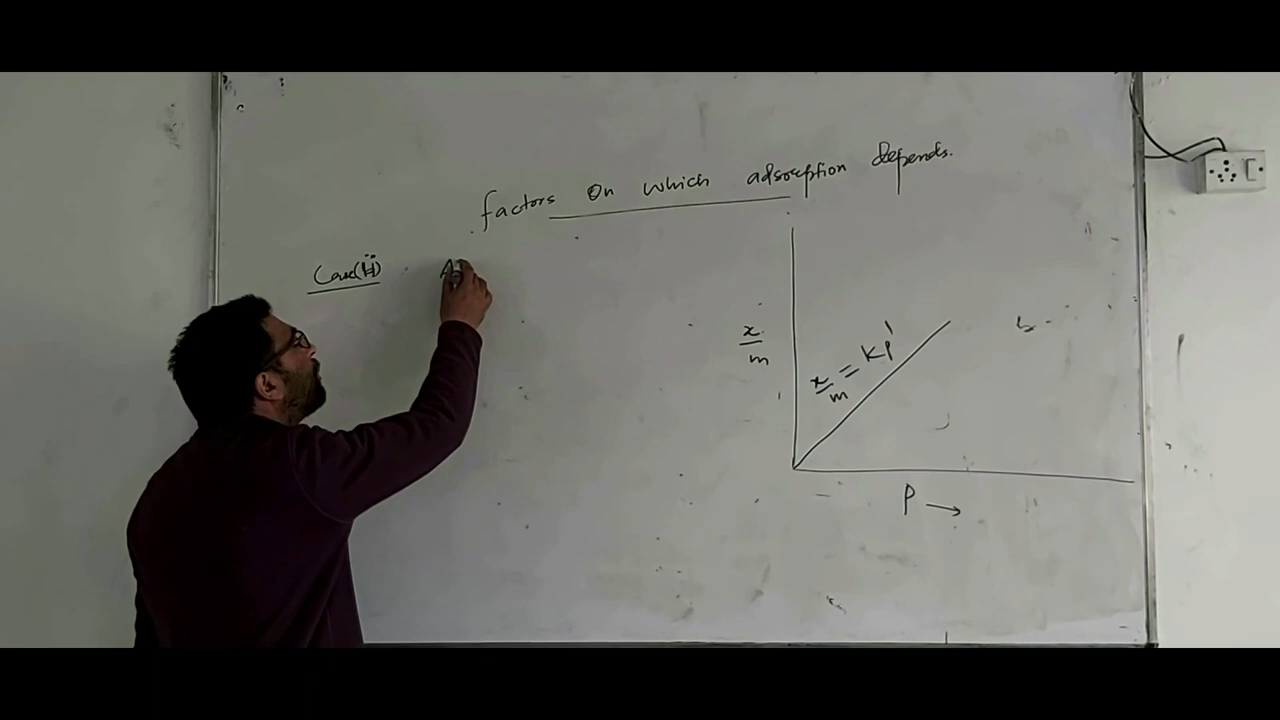 factors on which adsorption depends.
Case(ii)
x/m
x/m = KP¹
P →